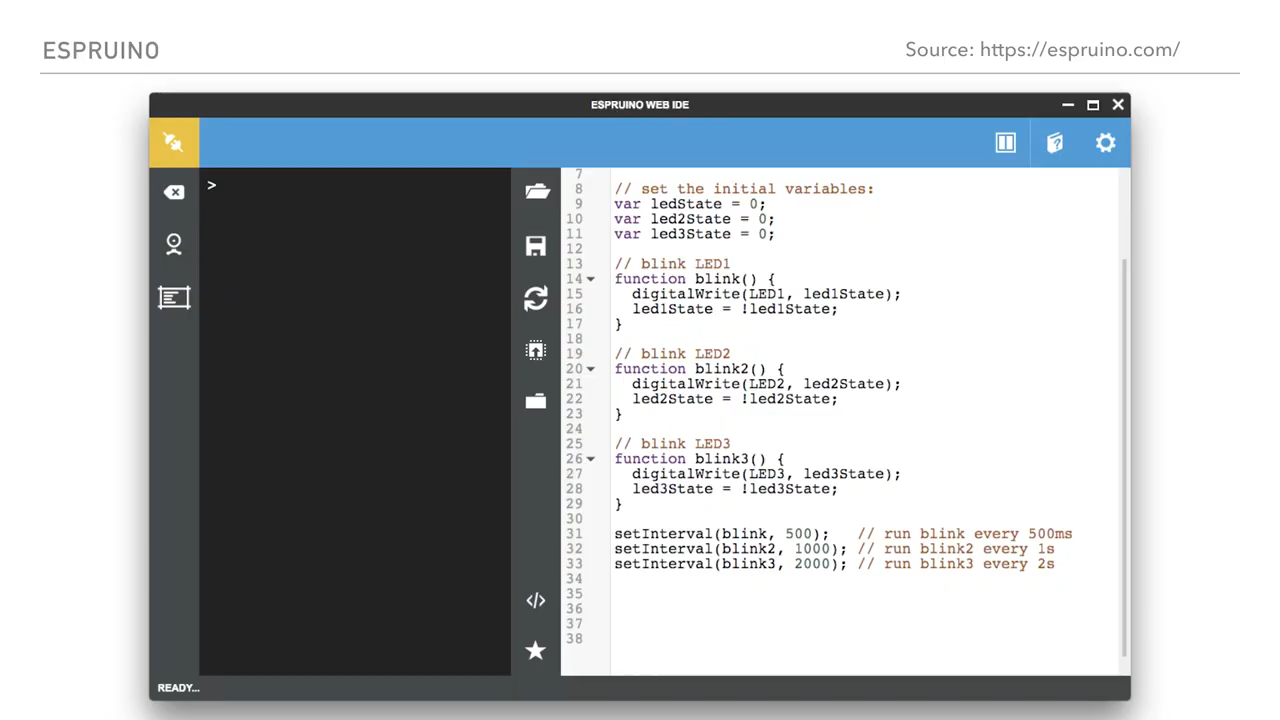 ESPRUINO
Source: https://espruino.com/
ESPRUINO WEB IDE
>
7
8 // set the initial variables:
9 var ledState = 0;
10 var led2State = 0;
11 var led3State = 0;
12
13 // blink LED1
14 function blink() {
15 digitalWrite(LED1, led1State);
16 led1State = !led1State;
17 }
18
19 // blink LED2
20 function blink2() {
21 digitalWrite(LED2, led2State);
22 led2State = !led2State;
23 }
24
25 // blink LED3
26 function blink3() {
27 digitalWrite(LED3, led3State);
28 led3State = !led3State;
29 }
30
31 setInterval(blink, 500); // run blink every 500ms
32 setInterval(blink2, 1000); // run blink2 every 1s
33 setInterval(blink3, 2000); // run blink3 every 2s
34
35
36
37
38
READY...